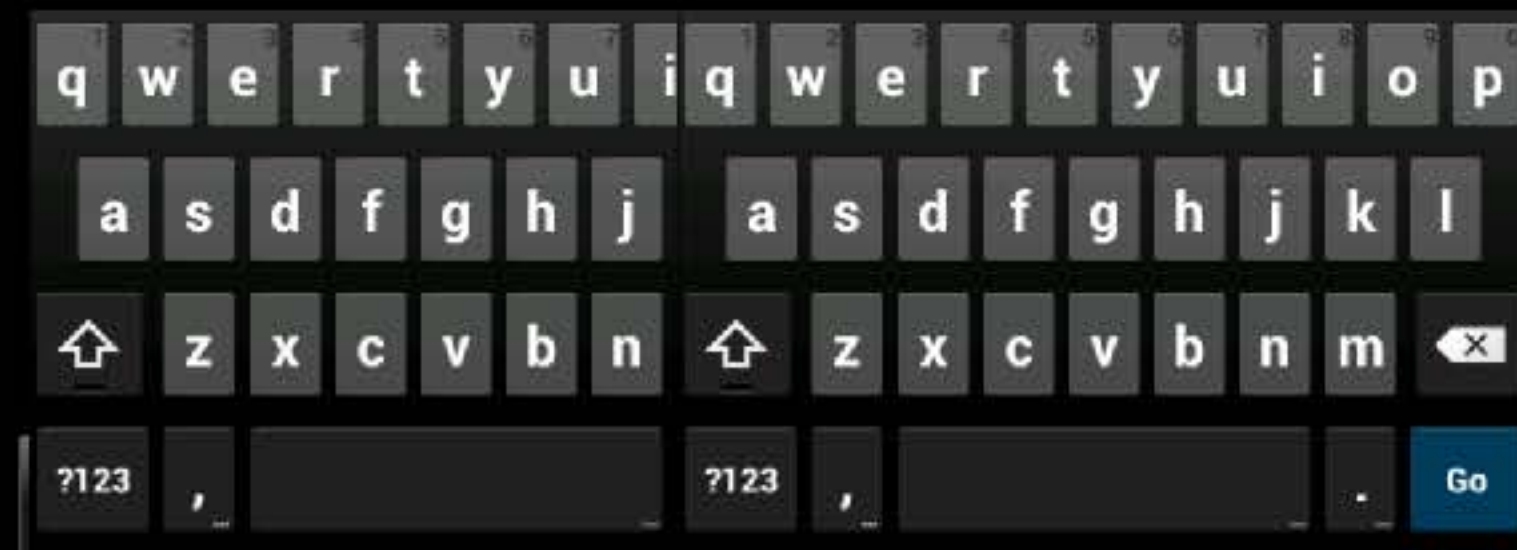 q w e r t y u i q w e r t y u i o p
a s d f g h j a s d f g h j k l
z x c v b n z x c v b n m
?123 , ?123 , . Go